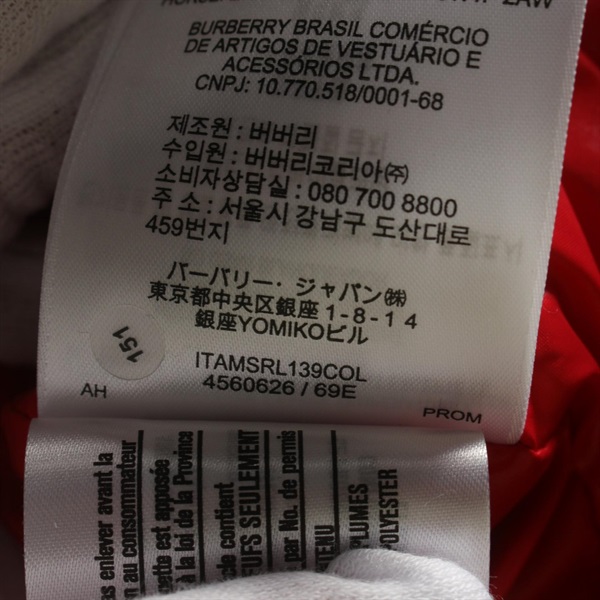 BURBERRY BRASIL COMÉRCIO
DE ARTIGOS DE VESTUÁRIO E
ACESSÓRIOS LTDA.
CNPJ: 10.770.518/0001-68
제조원 : 버버리
수입원 : 버버리코리아㈜
소비자상담실 : 080 700 8800
주 소 : 서울시 강남구 도산대로
459번지
バーバリー・ジャパン㈱
東京都中央区銀座 1-8-14
銀座YOMIKOビル
151
ITAMSRL139COL
4560626 / 69E
AH
PROM
as enlever avant la
on au consommateur
ette est apposée
à la loi de la Province
cle contient
UFS SEULEMENT
par No. de permis
ENU
PLUMES
POLYESTER